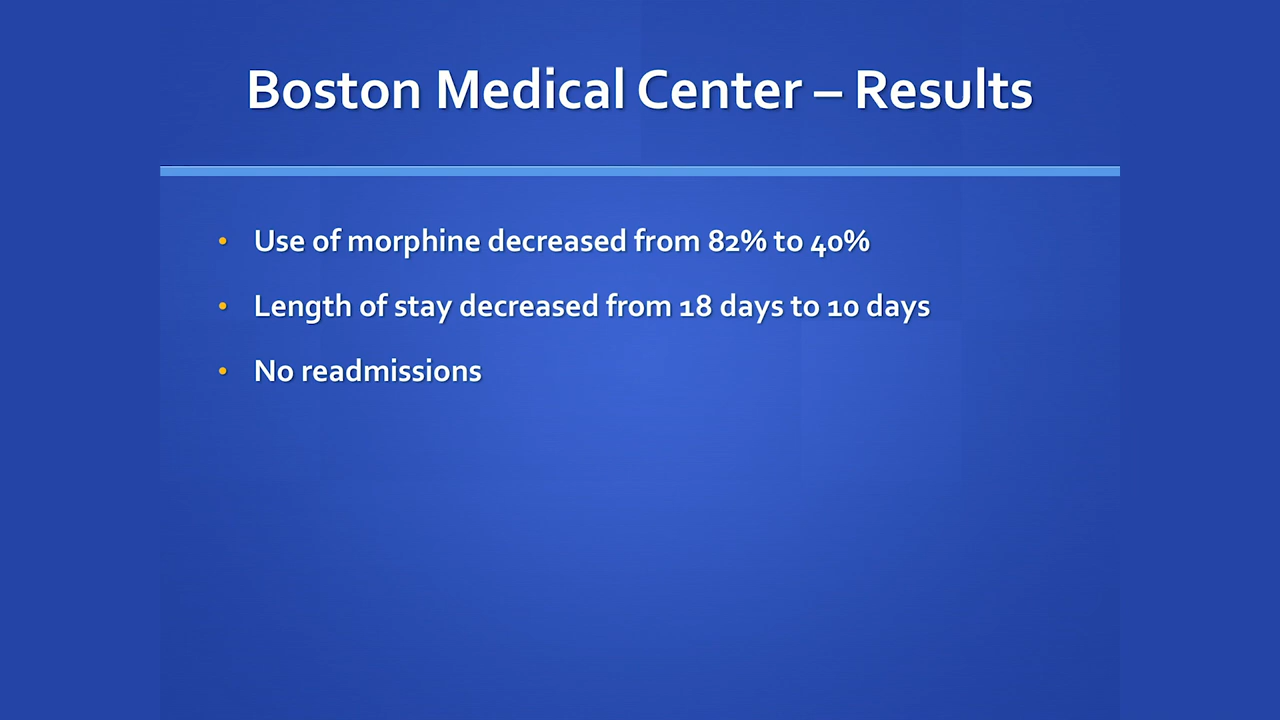 Boston Medical Center – Results
• Use of morphine decreased from 82% to 40%
• Length of stay decreased from 18 days to 10 days
• No readmissions